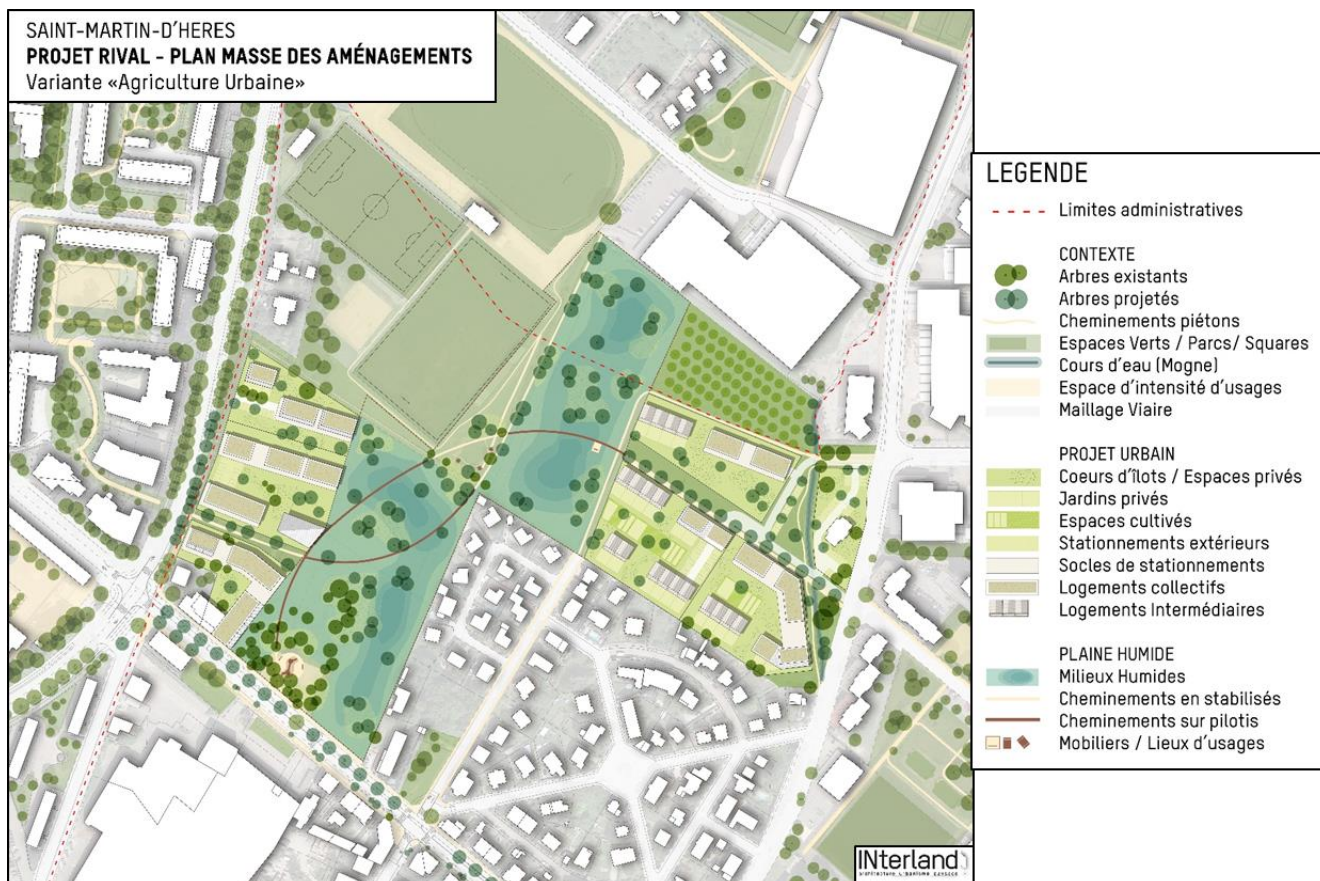 SAINT-MARTIN-D'HERES
PROJET RIVAL - PLAN MASSE DES AMÉNAGEMENTS
Variante «Agriculture Urbaine»
LEGENDE
Limites administratives
CONTEXTE
Arbres existants
Arbres projetés
Cheminements piétons
Espaces Verts / Parcs/ Squares
Cours d'eau (Mogne)
Espace d'intensité d'usages
Maillage Viaire
PROJET URBAIN
Coeurs d'îlots / Espaces privés
Jardins privés
Espaces cultivés
Stationnements extérieurs
Socles de stationnements
Logements collectifs
Logements Intermédiaires
PLAINE HUMIDE
Milieux Humides
Cheminements en stabilisés
Cheminements sur pilotis
Mobiliers / Lieux d'usages
INterland